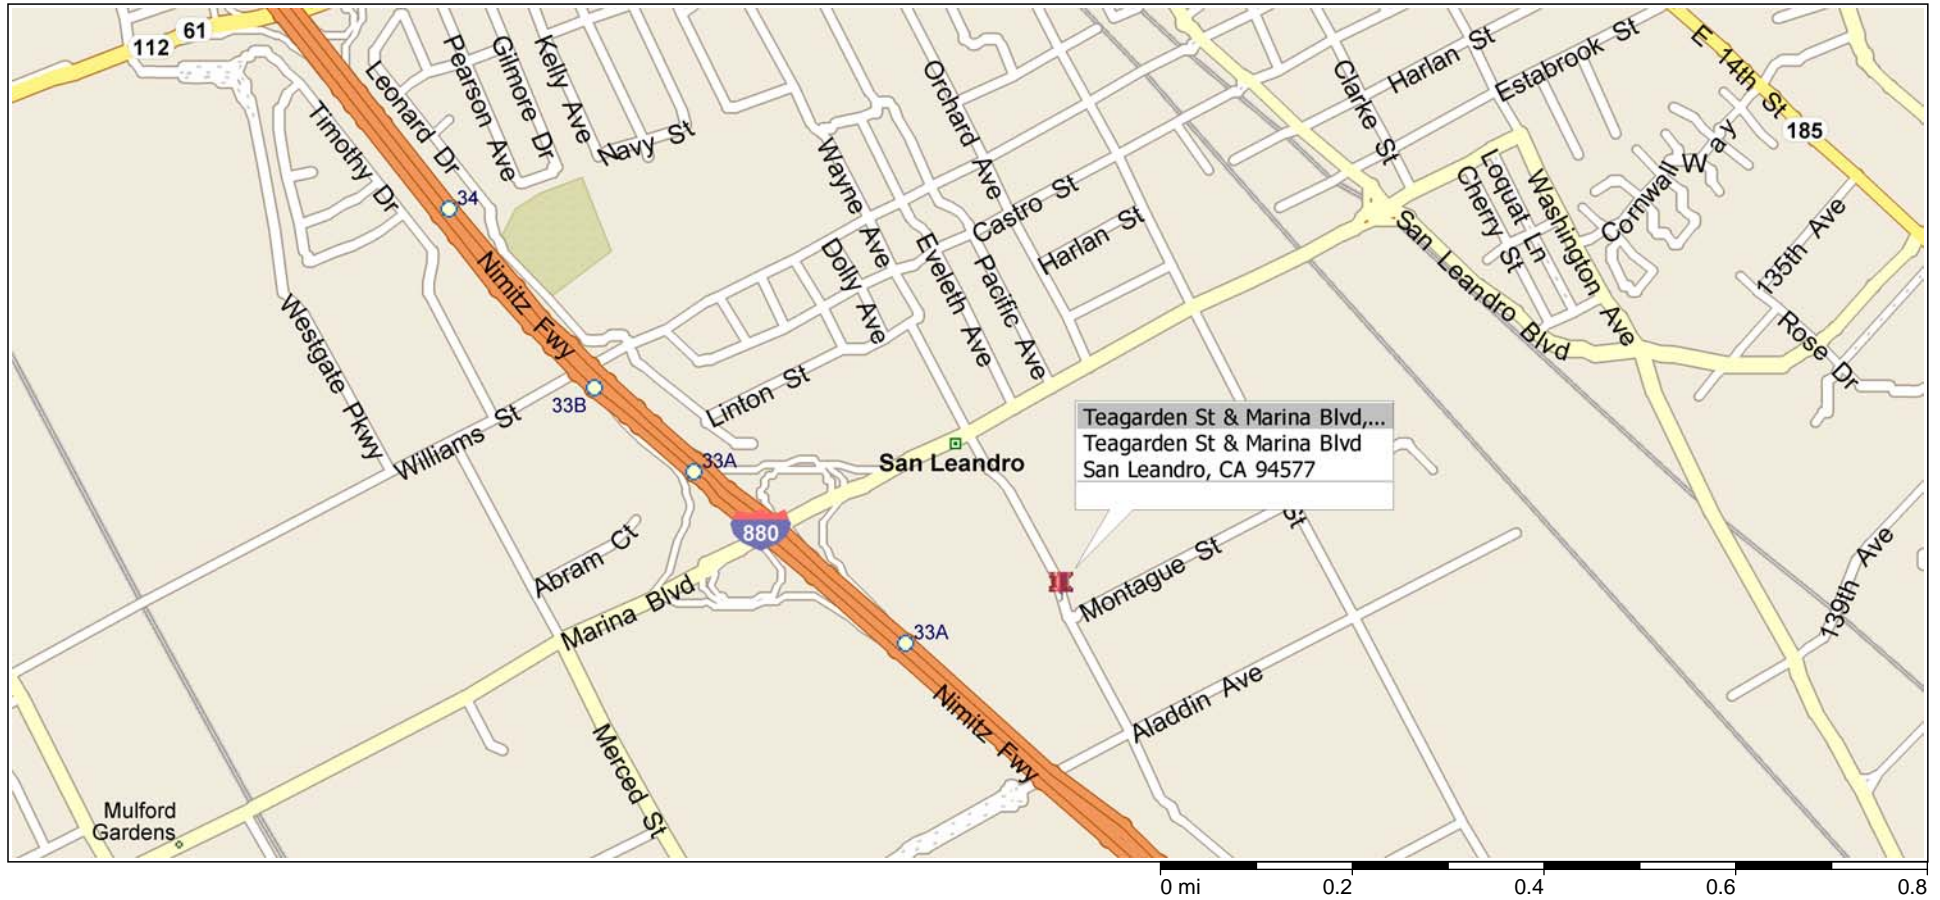 61
112
Leonard Dr
Pearson Ave
Gilmore Dr
Kelly Ave
Navy St
Timothy Dr
34
Nimitz Fwy
Westgate Pkwy
Williams St
33B
33A
Wayne Ave
Dolly Ave
Eveleth Ave
Pacific Ave
Orchard Ave
Castro St
Harlan St
Linton St
Clarke St
Harlan St
Estabrook St
E 14th St
185
Loquat Ln
Cherry St
Washington Ave
Cornwall Way
135th Ave
Rose Dr
San Leandro Blvd
San Leandro
Teagarden St & Marina Blvd,...
Teagarden St & Marina Blvd
San Leandro, CA 94577
St
880
Abram Ct
Marina Blvd
Montague St
33A
Aladdin Ave
139th Ave
Nimitz Fwy
Merced St
Mulford
Gardens
0 mi 0.2 0.4 0.6 0.8